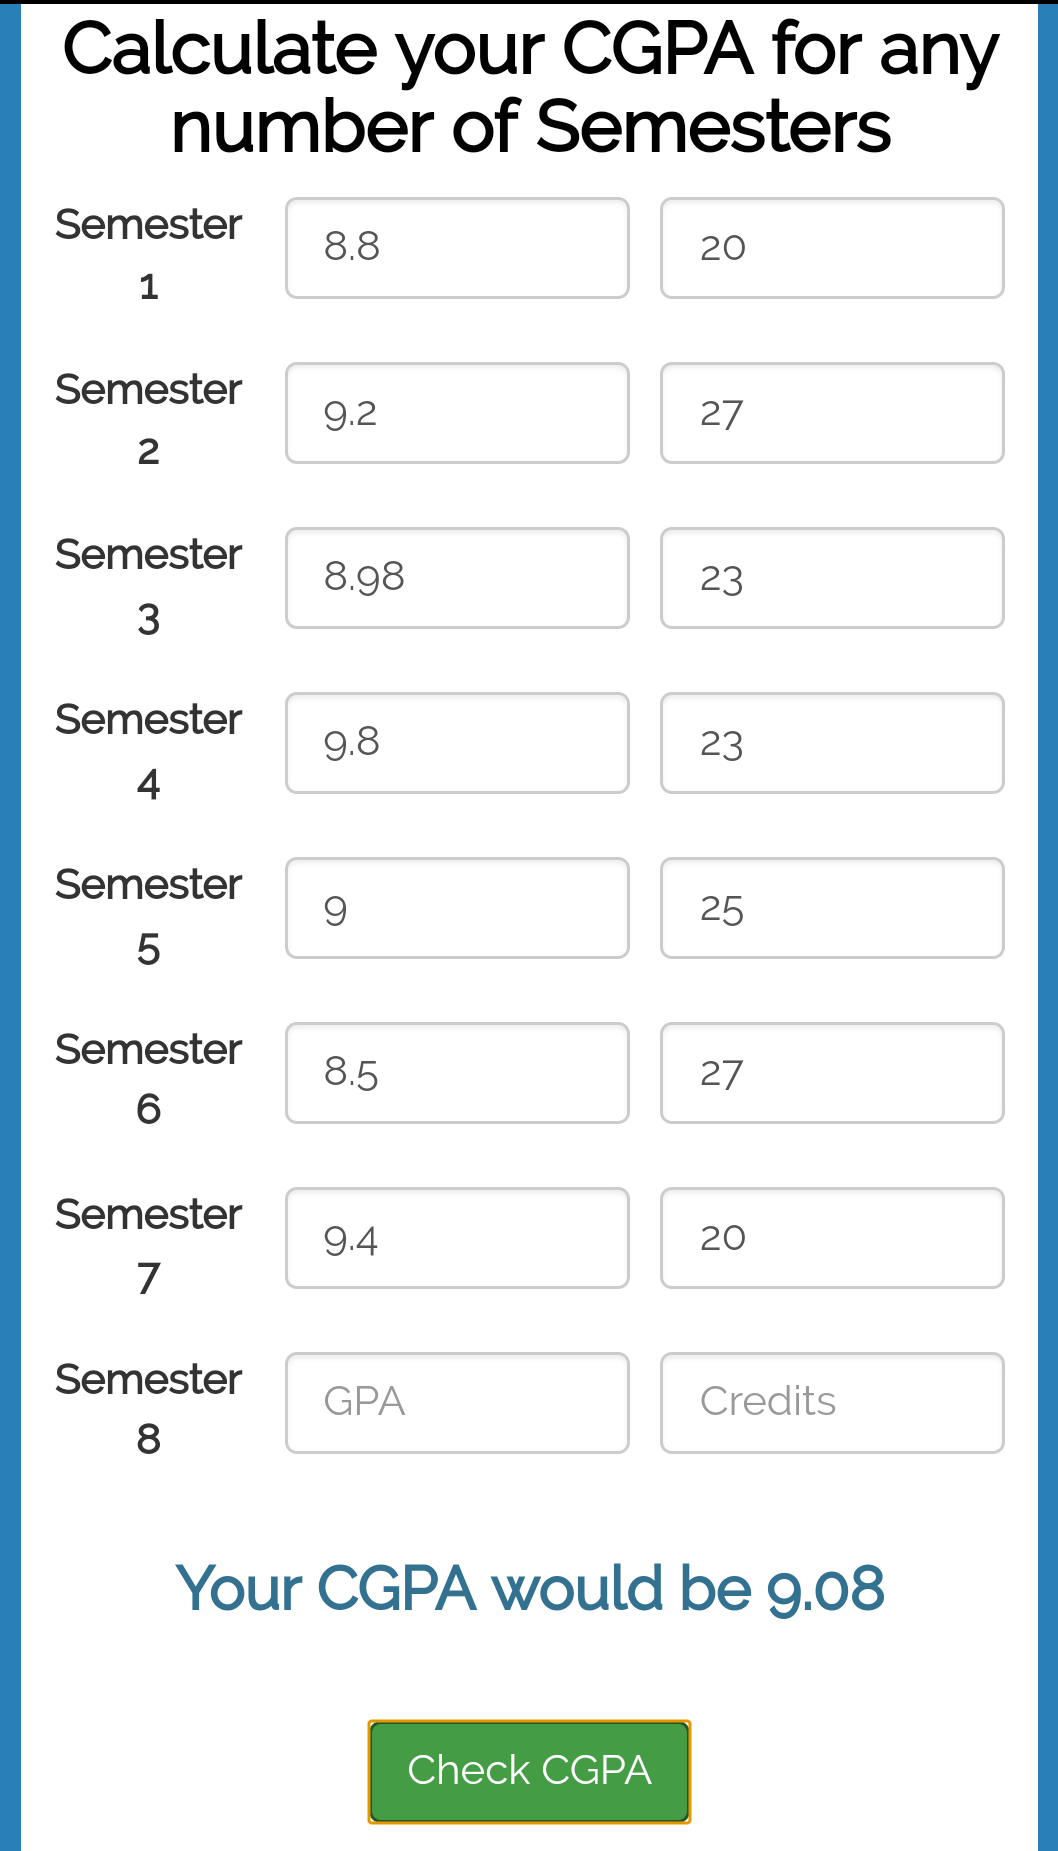 Calculate your CGPA for any
number of Semesters
Semester
1
8.8
20
Semester
2
9.2
27
Semester
3
8.98
23
Semester
4
9.8
23
Semester
5
9
25
Semester
6
8.5
27
Semester
7
9.4
20
Semester
8
GPA
Credits
Your CGPA would be 9.08
Check CGPA